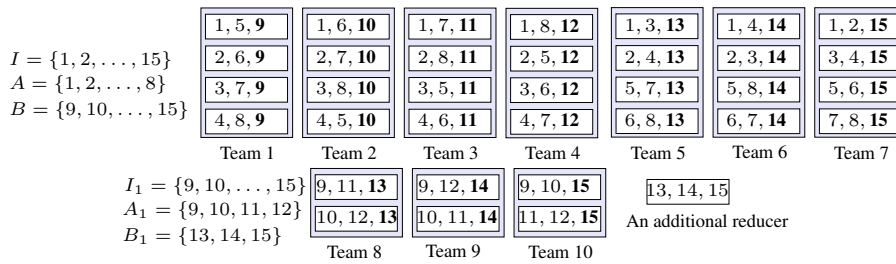 1, 5, 9 1, 6, 10 1, 7, 11 1, 8, 12 1, 3, 13 1, 4, 14 1, 2, 15
I = {1, 2, . . . , 15} 2, 6, 9 2, 7, 10 2, 8, 11 2, 5, 12 2, 4, 13 2, 3, 14 3, 4, 15
A = {1, 2, . . . , 8} 3, 7, 9 3, 8, 10 3, 5, 11 3, 6, 12 5, 7, 13 5, 8, 14 5, 6, 15
B = {9, 10, . . . , 15} 4, 8, 9 4, 5, 10 4, 6, 11 4, 7, 12 6, 8, 13 6, 7, 14 7, 8, 15
Team 1 Team 2 Team 3 Team 4 Team 5 Team 6 Team 7
I₁ = {9, 10, . . . , 15} 9, 11, 13 9, 12, 14 9, 10, 15 13, 14, 15
A₁ = {9, 10, 11, 12} 10, 12, 13 10, 11, 14 11, 12, 15 An additional reducer
B₁ = {13, 14, 15}
Team 8 Team 9 Team 10